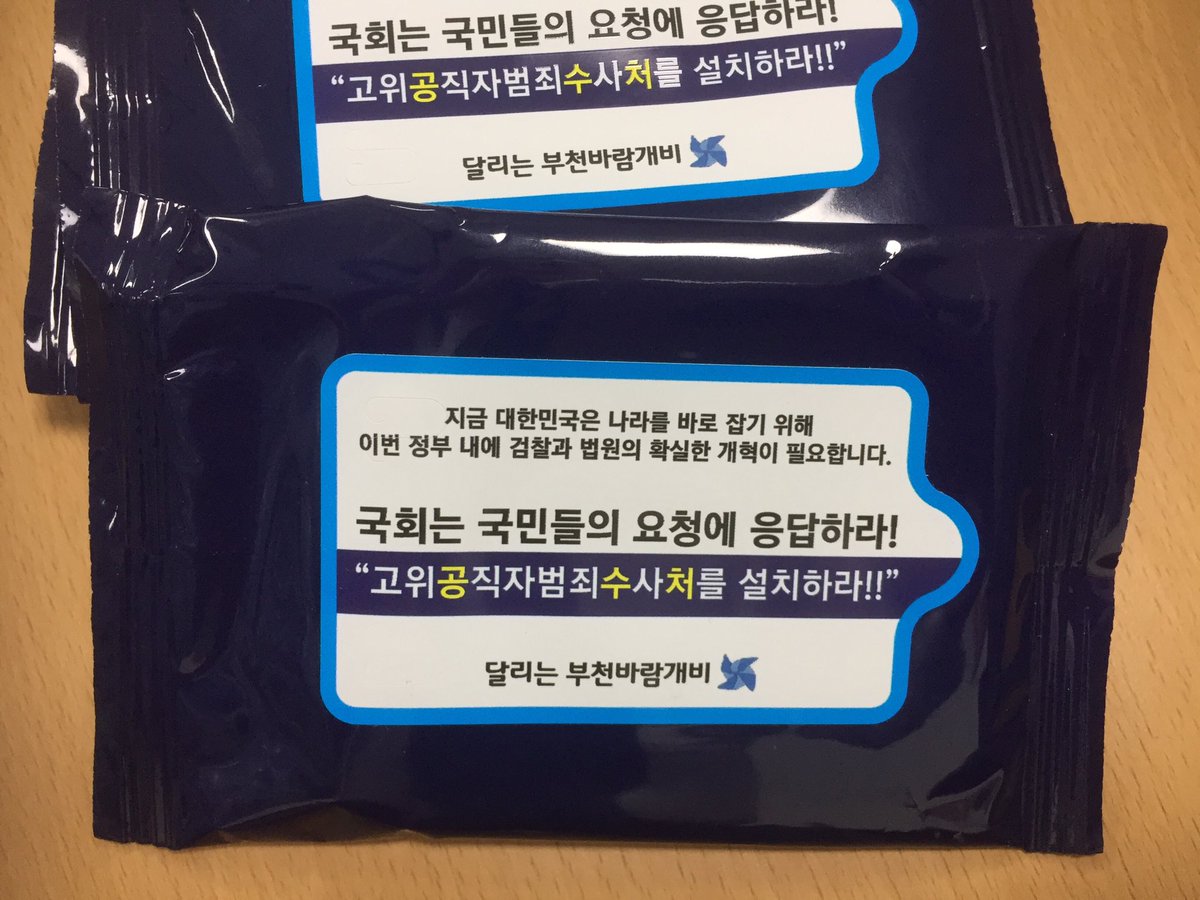 국회는 국민들의 요청에 응답하라!
“고위공직자범죄수사처를 설치하라!!”
달리는 부천바람개비
지금 대한민국은 나라를 바로 잡기 위해
이번 정부 내에 검찰과 법원의 확실한 개혁이 필요합니다.
국회는 국민들의 요청에 응답하라!
“고위공직자범죄수사처를 설치하라!!”
달리는 부천바람개비